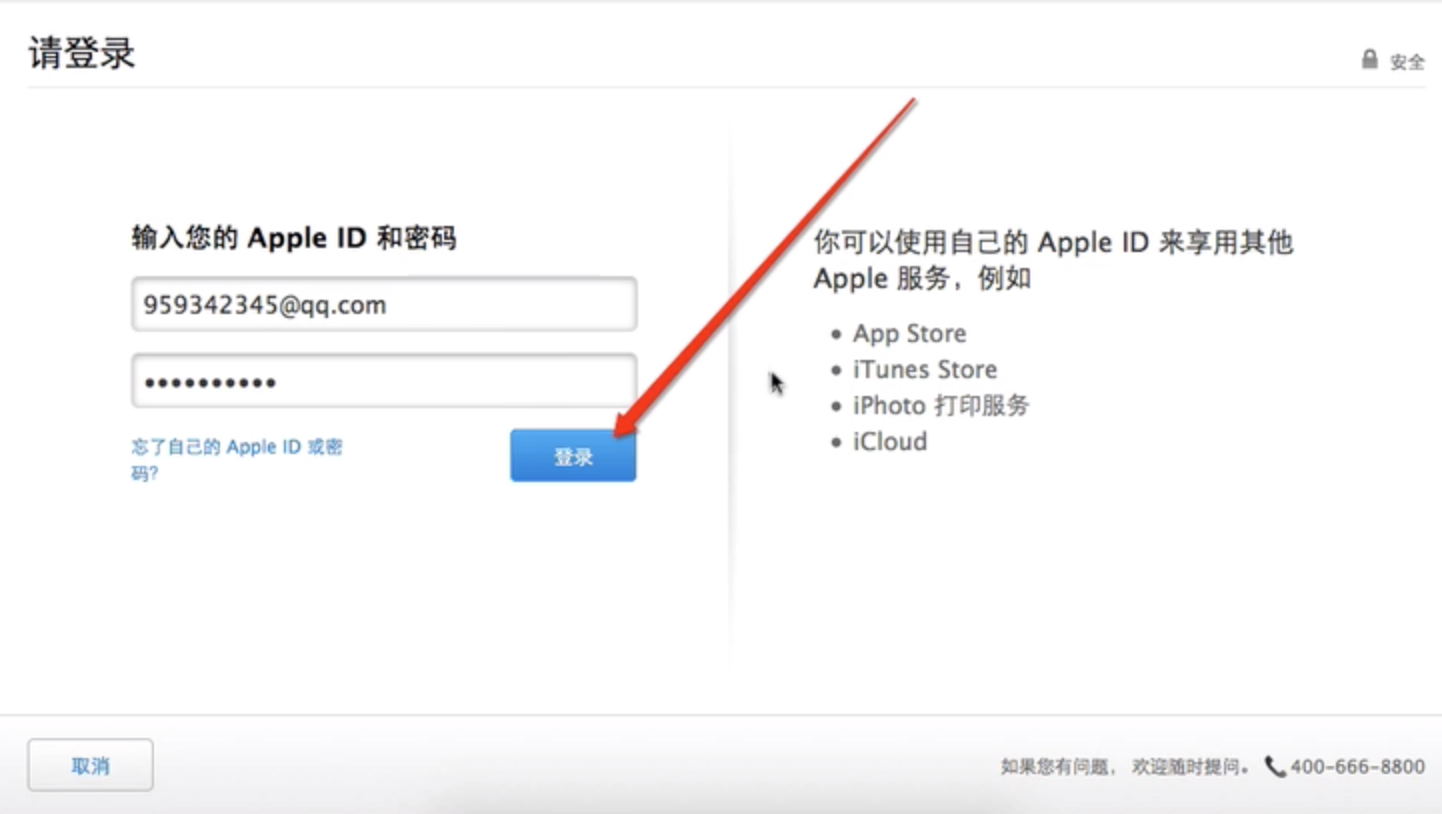 请登录
安全
输入您的 Apple ID 和密码
959342345@qq.com
••••••••••
忘了自己的 Apple ID 或密
码?
登录
你可以使用自己的 Apple ID 来享用其他
Apple 服务，例如
• App Store
• iTunes Store
• iPhoto 打印服务
• iCloud
取消
如果您有问题， 欢迎随时提问。 400-666-8800